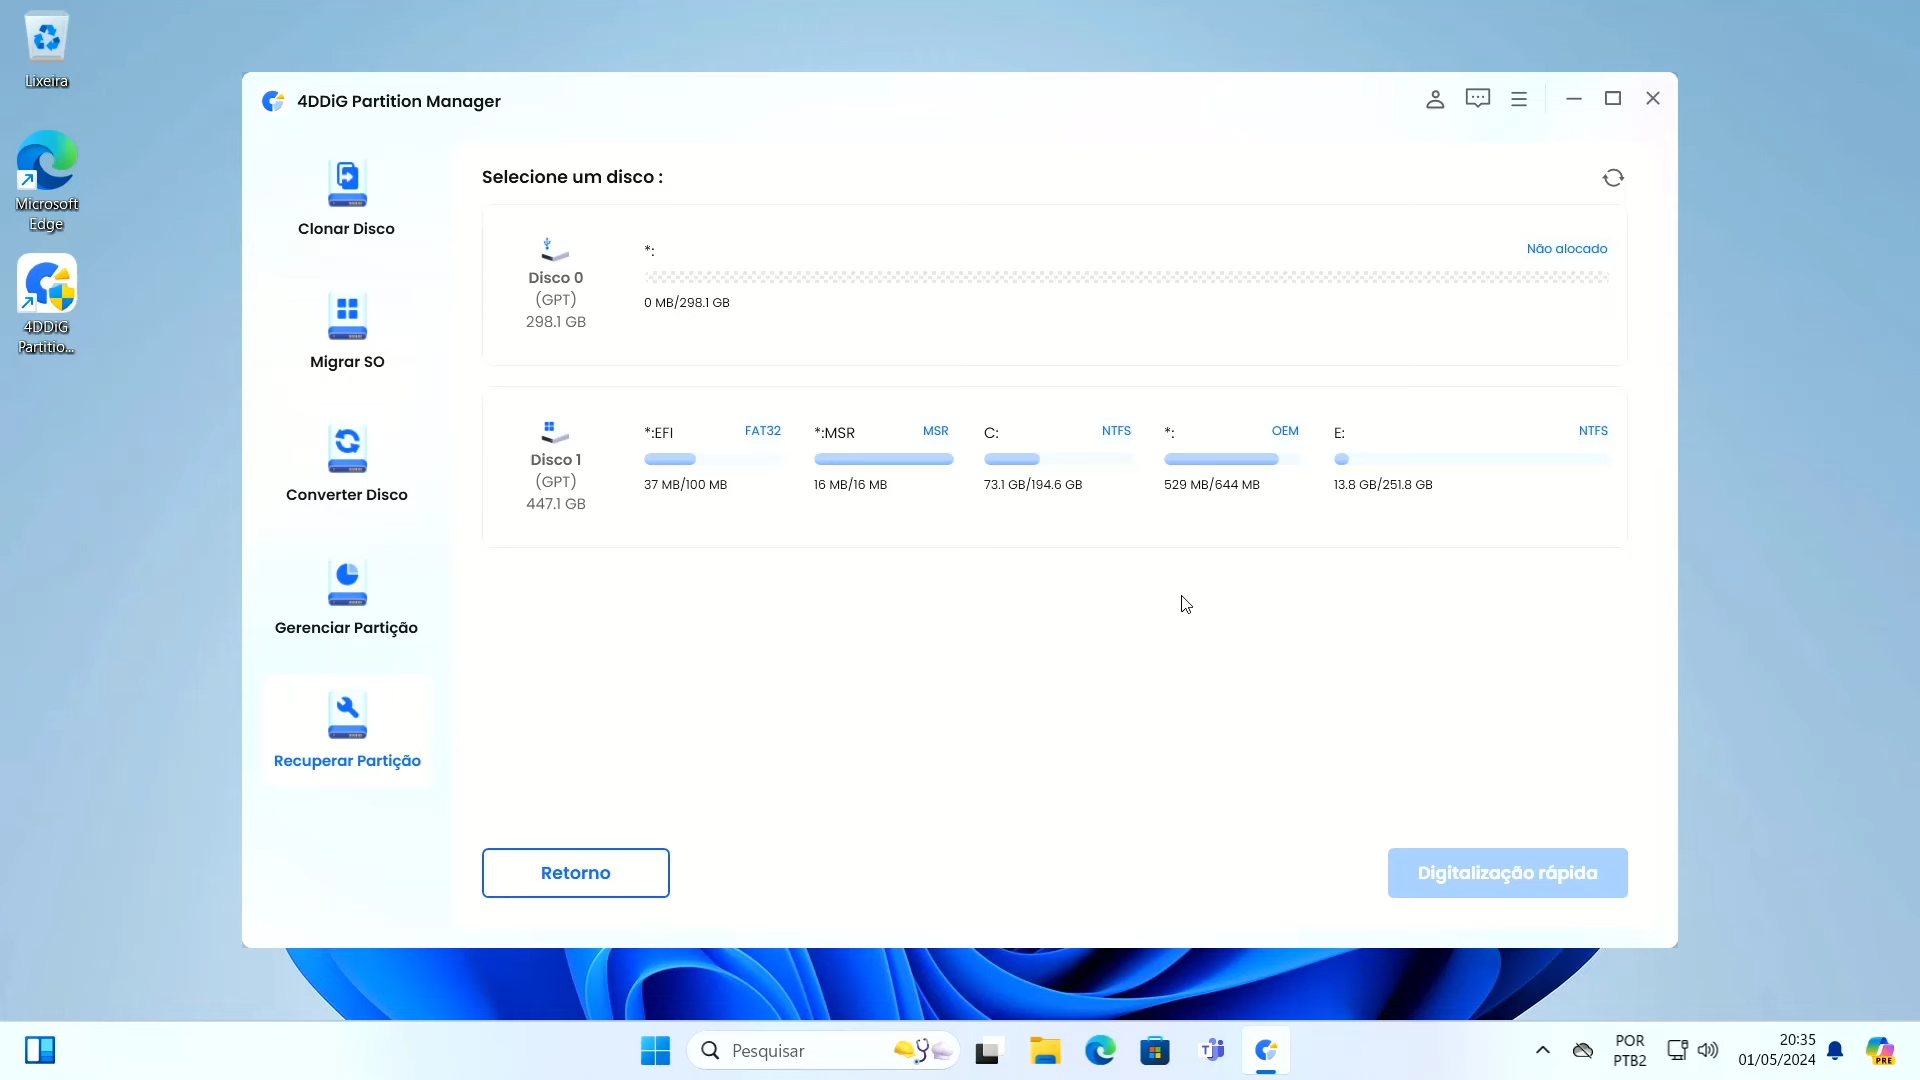 Lixeira
Microsoft
Edge
4DDiG
Partitio...
4DDiG Partition Manager
Clonar Disco
Migrar SO
Converter Disco
Gerenciar Partição
Recuperar Partição
Selecione um disco :
Disco 0
(GPT)
298.1 GB
*:
Não alocado
0 MB/298.1 GB
Disco 1
(GPT)
447.1 GB
*:EFI
FAT32
37 MB/100 MB
*:MSR
MSR
16 MB/16 MB
C:
NTFS
73.1 GB/194.6 GB
*:
OEM
529 MB/644 MB
E:
NTFS
13.8 GB/251.8 GB
Retorno
Digitalização rápida
Pesquisar
POR
PTB2
20:35
01/05/2024
PRE